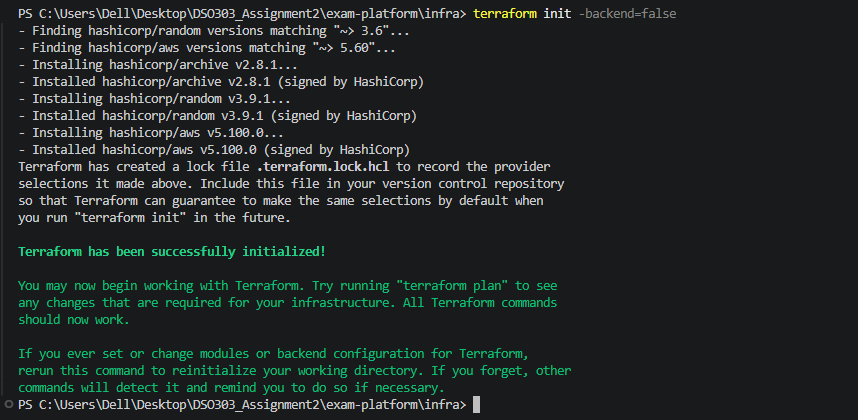 PS C:\Users\Dell\Desktop\DSO303_Assignment2\exam-platform\infra> terraform init -backend=false
- Finding hashicorp/random versions matching "~> 3.6"...
- Finding hashicorp/aws versions matching "~> 5.60"...
- Installing hashicorp/archive v2.8.1...
- Installed hashicorp/archive v2.8.1 (signed by HashiCorp)
- Installing hashicorp/random v3.9.1...
- Installed hashicorp/random v3.9.1 (signed by HashiCorp)
- Installing hashicorp/aws v5.100.0...
- Installed hashicorp/aws v5.100.0 (signed by HashiCorp)
Terraform has created a lock file .terraform.lock.hcl to record the provider
selections it made above. Include this file in your version control repository
so that Terraform can guarantee to make the same selections by default when
you run "terraform init" in the future.
Terraform has been successfully initialized!
You may now begin working with Terraform. Try running "terraform plan" to see
any changes that are required for your infrastructure. All Terraform commands
should now work.
If you ever set or change modules or backend configuration for Terraform,
rerun this command to reinitialize your working directory. If you forget, other
commands will detect it and remind you to do so if necessary.
PS C:\Users\Dell\Desktop\DSO303_Assignment2\exam-platform\infra>